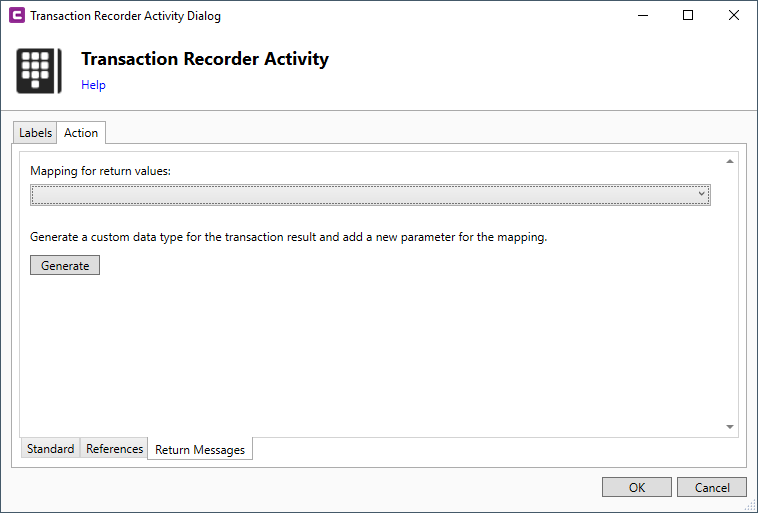 Transaction Recorder Activity Dialog
Transaction Recorder Activity
Help
Labels Action
Mapping for return values:
Generate a custom data type for the transaction result and add a new parameter for the mapping.
Generate
Standard References Return Messages
OK Cancel